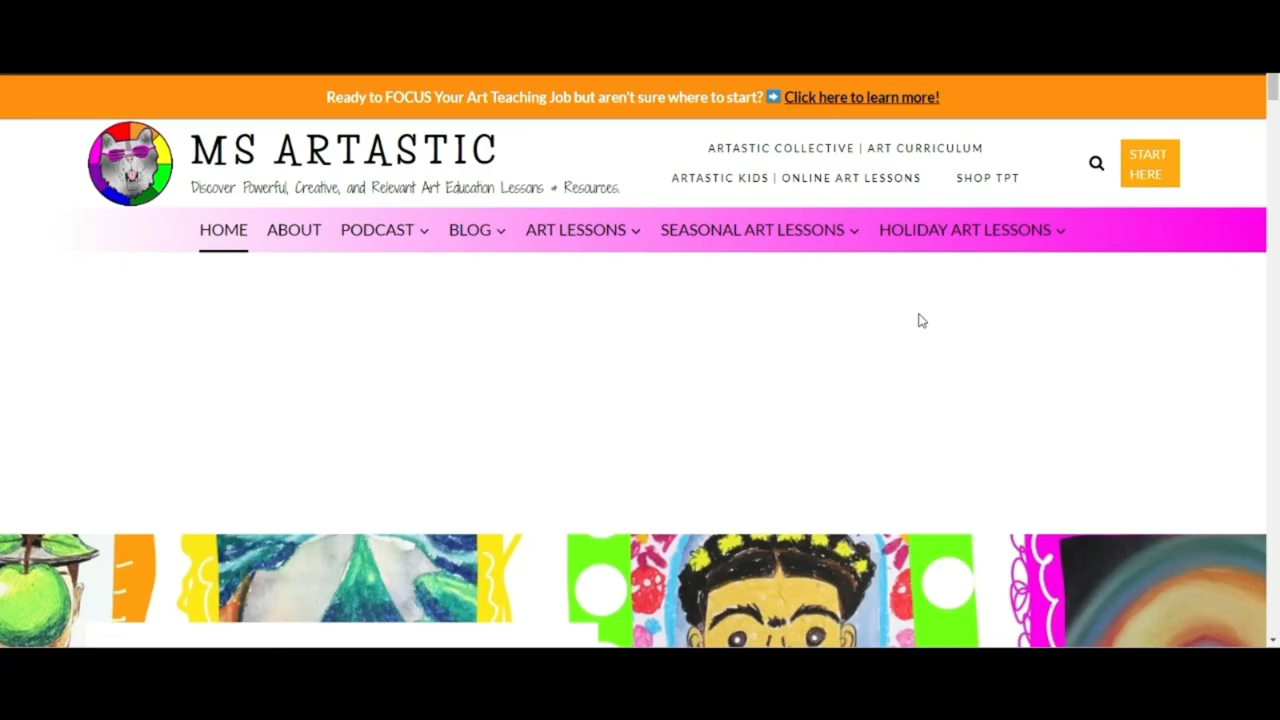 Ready to FOCUS Your Art Teaching Job but aren't sure where to start? ➡ Click here to learn more!
MS ARTASTIC
Discover Powerful, Creative, and Relevant Art Education Lessons & Resources.
ARTASTIC COLLECTIVE | ART CURRICULUM
ARTASTIC KIDS | ONLINE ART LESSONS
SHOP TPT
START
HERE
HOME ABOUT PODCAST BLOG ART LESSONS SEASONAL ART LESSONS HOLIDAY ART LESSONS